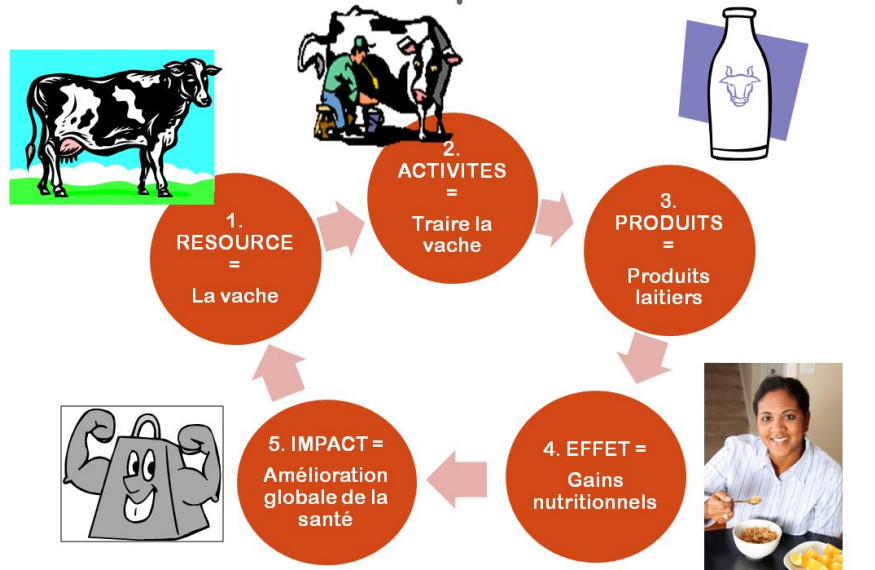 1.
RESOURCE
=
La vache
2.
ACTIVITES
=
Traire la
vache
3.
PRODUITS
=
Produits
laitiers
4. EFFET =
Gains
nutritionnels
5. IMPACT =
Amélioration
globale de la
santé